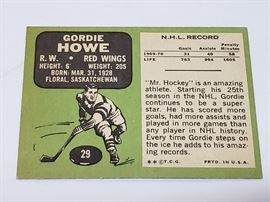 GORDIE
HOWE
R. W. • RED WINGS
HEIGHT: 6' WEIGHT: 205
BORN: MAR. 31, 1928
FLORAL, SASKATCHEWAN
29
N.H.L. RECORD
Goals Assists Penalty Minutes
1969-70 31 40 58
LIFE 763 994 1605
"Mr. Hockey" is an amazing
athlete. Starting his 25th season
in the NHL, Gordie
continues to be a super-
star. He has scored more
goals, had more assists and
played in more games than
any player in NHL history.
Every time Gordie steps on
the ice he adds to his amaz-
ing records.
**T.C.G. PRTD. IN U.S.A.